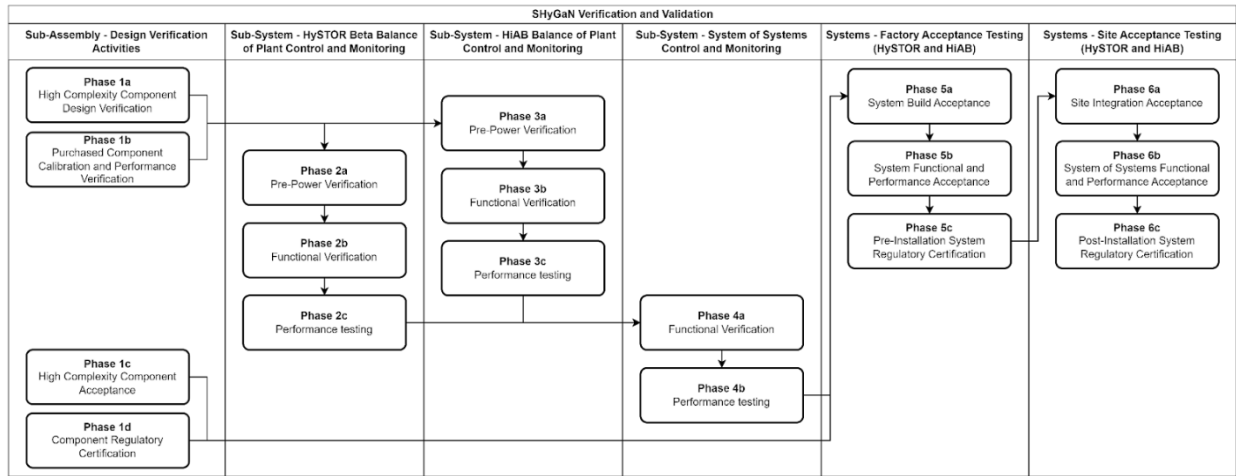 SHyGaN Verification and Validation
Sub-Assembly - Design Verification
Activities
Sub-System - HySTOR Beta Balance
of Plant Control and Monitoring
Sub-System - HiAB Balance of Plant
Control and Monitoring
Sub-System - System of Systems
Control and Monitoring
Systems - Factory Acceptance Testing
(HySTOR and HiAB)
Systems - Site Acceptance Testing
(HySTOR and HiAB)
Phase 1a
High Complexity Component
Design Verification
Phase 1b
Purchased Component
Calibration and Performance
Verification
Phase 1c
High Complexity Component
Acceptance
Phase 1d
Component Regulatory
Certification
Phase 2a
Pre-Power Verification
Phase 2b
Functional Verification
Phase 2c
Performance testing
Phase 3a
Pre-Power Verification
Phase 3b
Functional Verification
Phase 3c
Performance testing
Phase 4a
Functional Verification
Phase 4b
Performance testing
Phase 5a
System Build Acceptance
Phase 5b
System Functional and
Performance Acceptance
Phase 5c
Pre-Installation System
Regulatory Certification
Phase 6a
Site Integration Acceptance
Phase 6b
System of Systems Functional
and Performance Acceptance
Phase 6c
Post-Installation System
Regulatory Certification